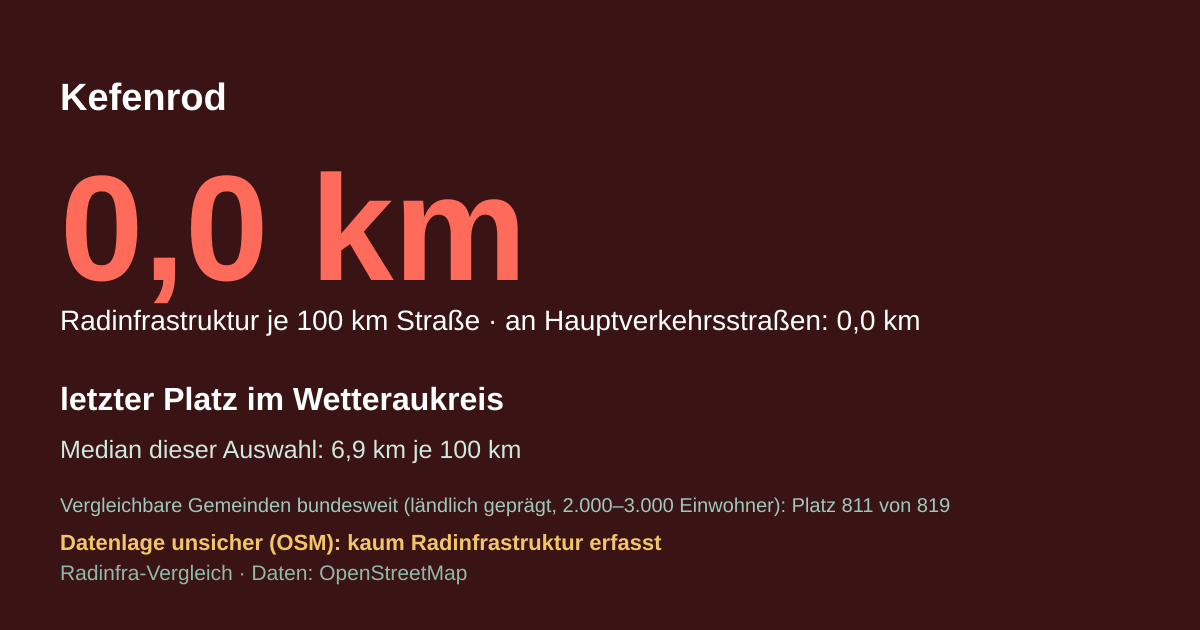 Kefenrod
0,0 km
Radinfrastruktur je 100 km Straße · an Hauptverkehrsstraßen: 0,0 km
letzter Platz im Wetteraukreis
Median dieser Auswahl: 6,9 km je 100 km
Vergleichbare Gemeinden bundesweit (ländlich geprägt, 2.000–3.000 Einwohner): Platz 811 von 819
Datenlage unsicher (OSM): kaum Radinfrastruktur erfasst
Radinfra-Vergleich · Daten: OpenStreetMap